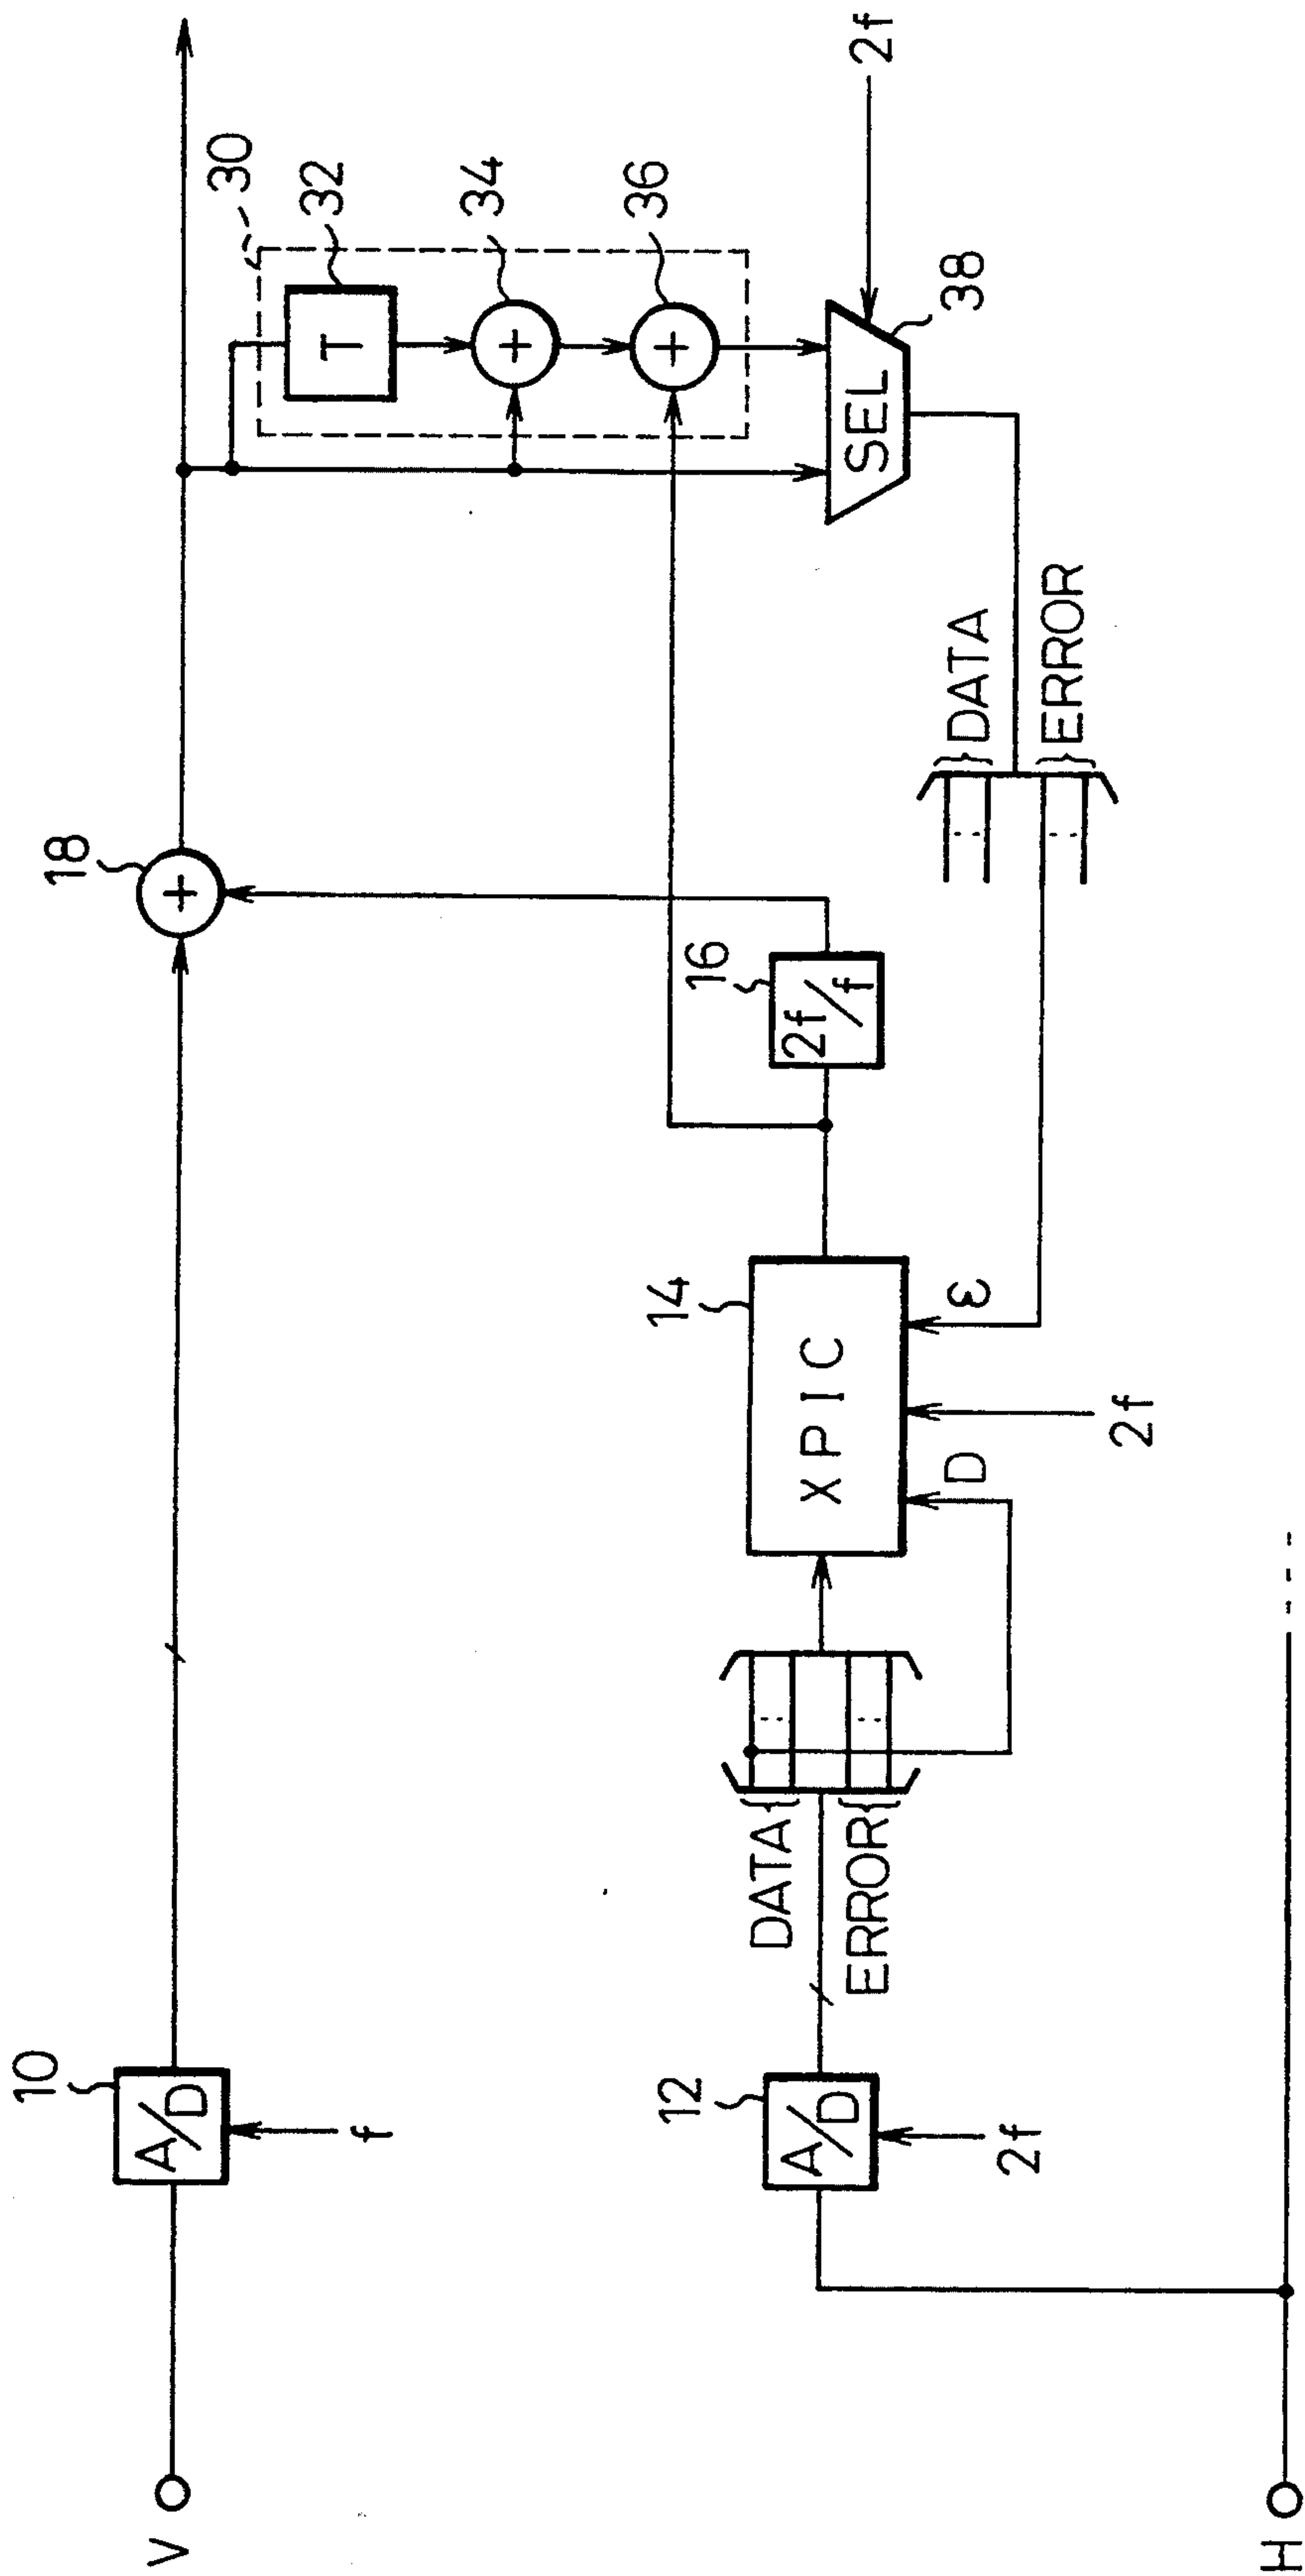 V
10
A/D
f
18
+
30
32
T
34
+
36
+
2f
SEL
38
12
A/D
2f
DATA
ERROR
14
XPIC
D
2f
ε
16
2f/f
DATA
ERROR
H